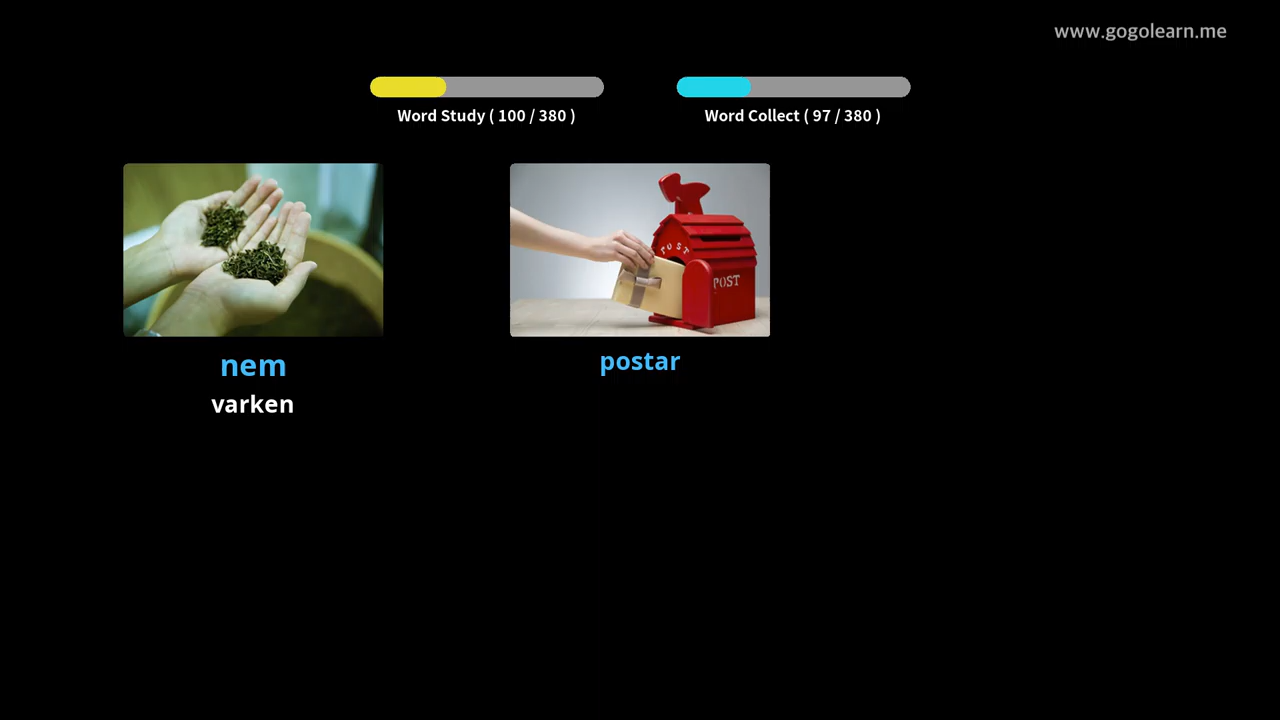 www.gogolearn.me
Word Study ( 100 / 380 )
Word Collect ( 97 / 380 )
POST
POST
nem
varken
postar